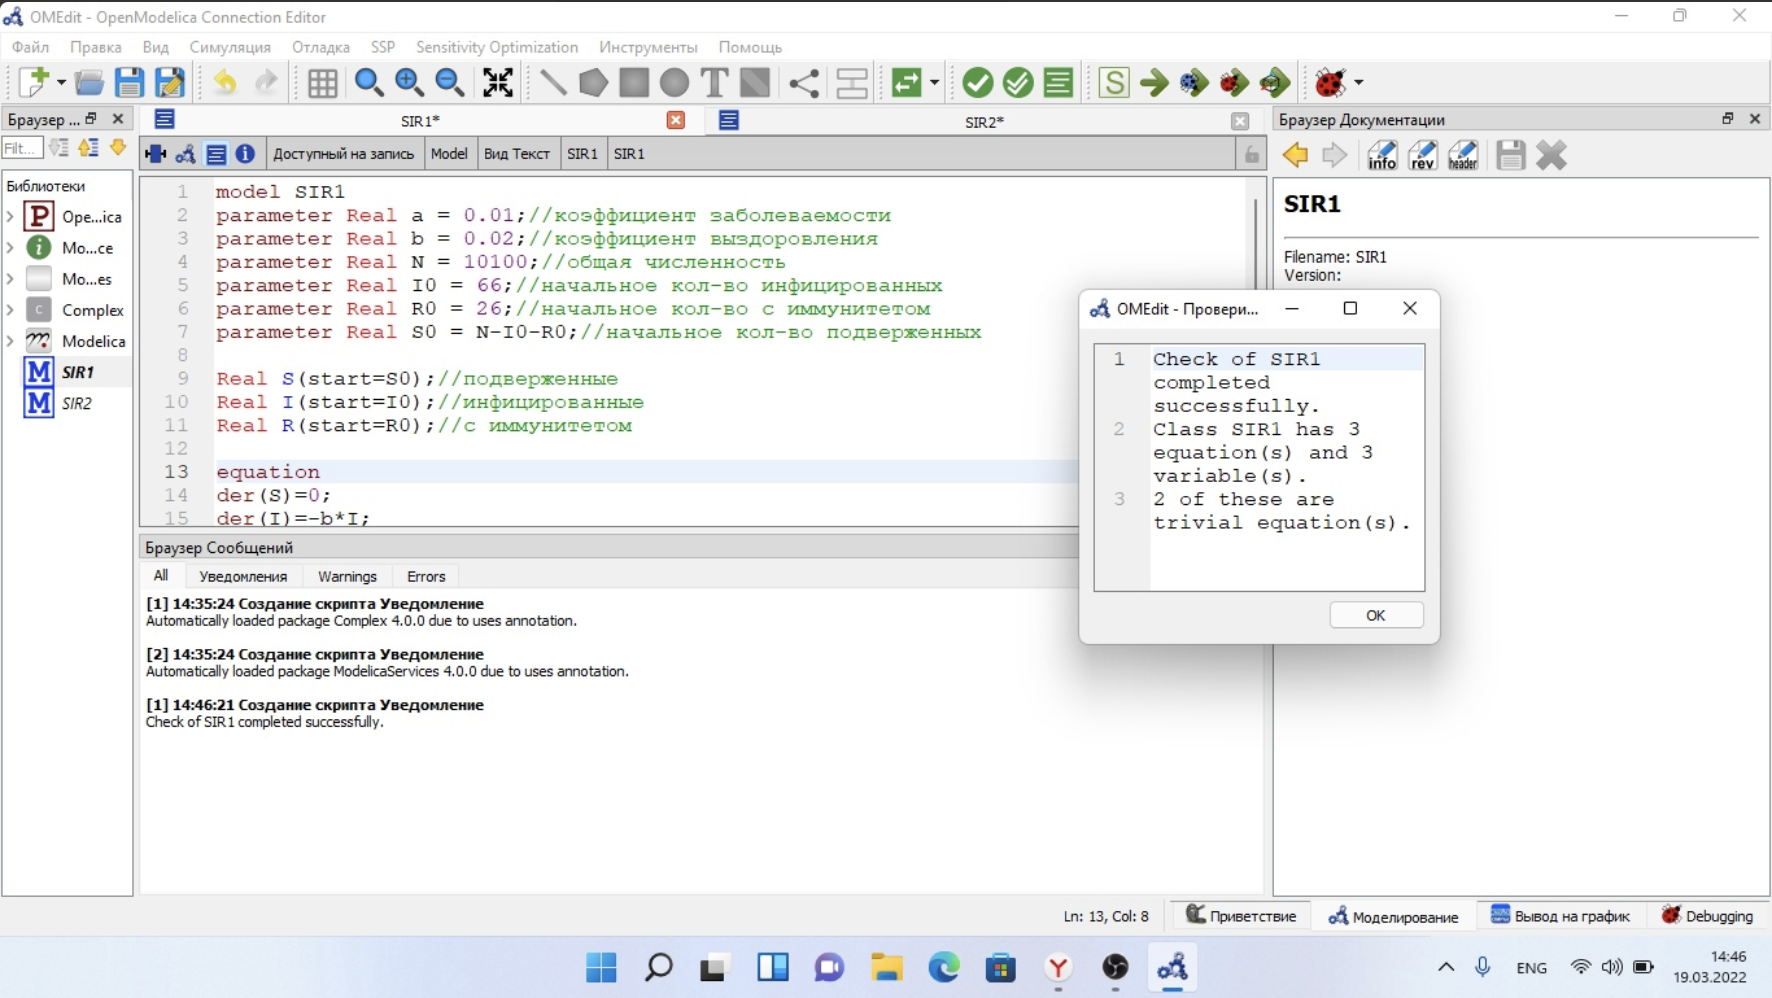 OMEdit - OpenModelica Connection Editor
Файл Правка Вид Симуляция Отладка SSP Sensitivity Optimization Инструменты Помощь
T S
Браузер ...
SIR1*
SIR2*
Браузер Документации
Filt...
Доступный на запись Model Вид Текст SIR1 SIR1
info rev header
Библиотеки
P Ope...ica
i Mo...ce
Mo...es
C Complex
Modelica
M SIR1
M SIR2
1 model SIR1
2 parameter Real a = 0.01;//коэффициент заболеваемости
3 parameter Real b = 0.02;//коэффициент выздоровления
4 parameter Real N = 10100;//общая численность
5 parameter Real I0 = 66;//начальное кол-во инфицированных
6 parameter Real R0 = 26;//начальное кол-во с иммунитетом
7 parameter Real S0 = N-I0-R0;//начальное кол-во подверженных
8
9 Real S(start=S0);//подверженные
10 Real I(start=I0);//инфицированные
11 Real R(start=R0);//с иммунитетом
12
13 equation
14 der(S)=0;
15 der(I)=-b*I;
SIR1
Filename: SIR1
Version:
OMEdit - Провери...
1 Check of SIR1
completed
successfully.
2 Class SIR1 has 3
equation(s) and 3
variable(s).
3 2 of these are
trivial equation(s).
OK
Браузер Сообщений
All Уведомления Warnings Errors
[1] 14:35:24 Создание скрипта Уведомление
Automatically loaded package Complex 4.0.0 due to uses annotation.
[2] 14:35:24 Создание скрипта Уведомление
Automatically loaded package ModelicaServices 4.0.0 due to uses annotation.
[1] 14:46:21 Создание скрипта Уведомление
Check of SIR1 completed successfully.
Ln: 13, Col: 8 Приветствие Моделирование Вывод на график Debugging
ENG
14:46
19.03.2022